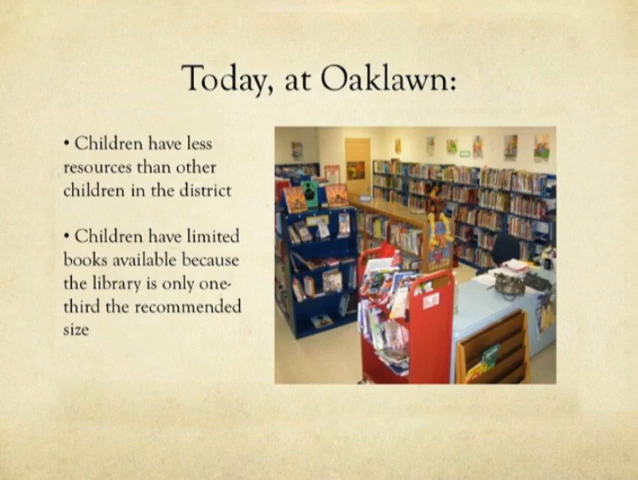 Today, at Oaklawn:
• Children have less
resources than other
children in the district
• Children have limited
books available because
the library is only one-
third the recommended
size